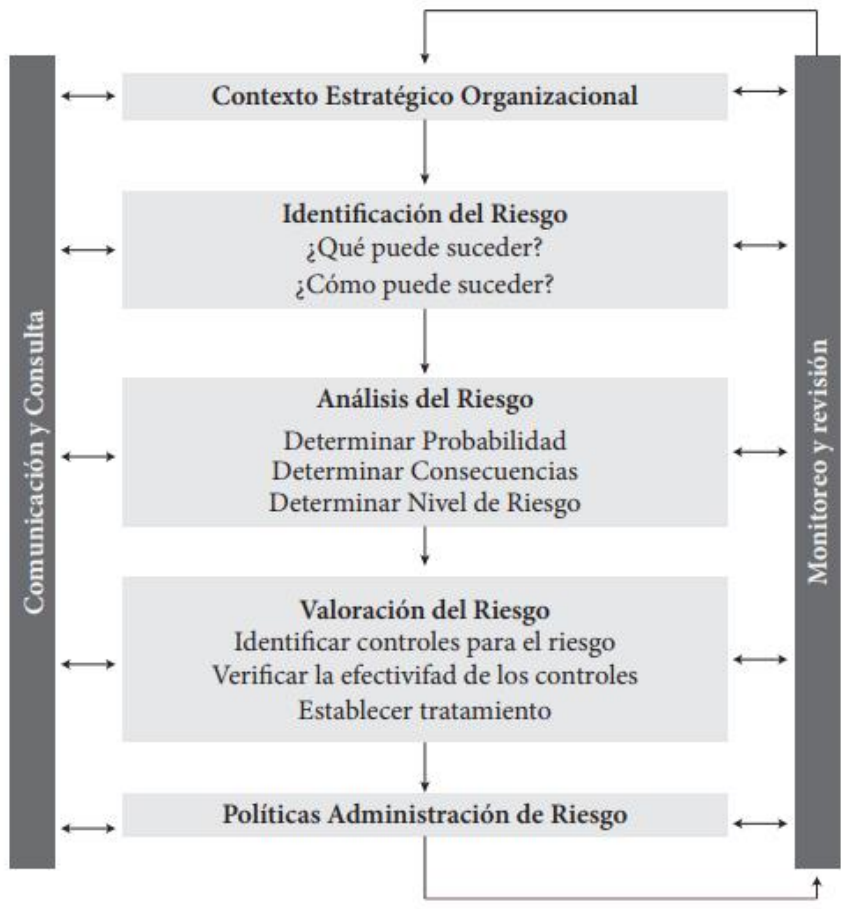 Contexto Estratégico Organizacional
Identificación del Riesgo
¿Qué puede suceder?
¿Cómo puede suceder?
Análisis del Riesgo
Determinar Probabilidad
Determinar Consecuencias
Determinar Nivel de Riesgo
Valoración del Riesgo
Identificar controles para el riesgo
Verificar la efectivifad de los controles
Establecer tratamiento
Políticas Administración de Riesgo
Comunicación y Consulta
Monitoreo y revisión